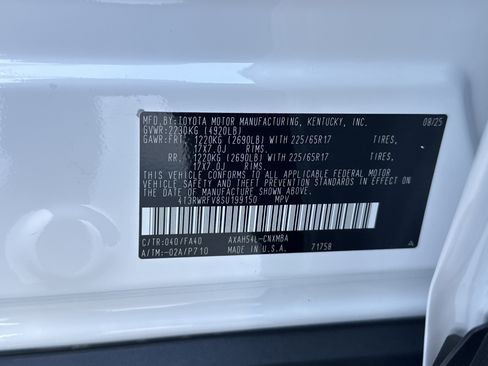 MFD.BY:TOYOTA MOTOR MANUFACTURING, KENTUCKY, INC. 08/25
GVWR:2230KG (4920LB)
GAWR:FRT. 1220KG (2690LB) WITH 225/65R17 TIRES,
17X7.0J RIMS.
RR. 1220KG (2690LB) WITH 225/65R17 TIRES,
17X7.0J RIMS.
THIS VEHICLE CONFORMS TO ALL APPLICABLE FEDERAL MOTOR
VEHICLE SAFETY AND THEFT PREVENTION STANDARDS IN EFFECT
ON THE DATE OF MANUFACTURE SHOWN ABOVE.
4T3RWRFV8SU199150 MPV
C/TR:040/FA40 AXAH54L-CNXMBA
A/TM:-02A/P710 MADE IN U.S.A. 71758